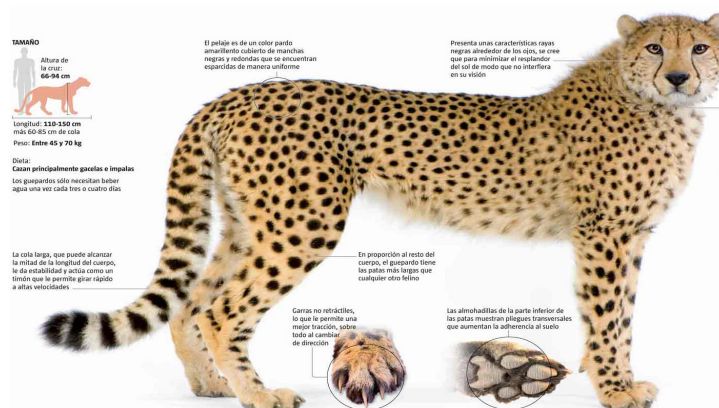 TAMAÑO
Altura de
la cruz:
66-94 cm
Longitud: 110-150 cm
más 60-85 cm de cola
Peso: Entre 45 y 70 kg
Dieta:
Cazan principalmente gacelas e impalas
Los guepardos sólo necesitan beber
agua una vez cada tres o cuatro días
El pelaje es de un color pardo
amarillento cubierto de manchas
negras y redondas que se encuentran
esparcidas de manera uniforme
Presenta unas características rayas
negras alrededor de los ojos, se cree
que para minimizar el resplandor
del sol de modo que no interfiera
en su visión
La cola larga, que puede alcanzar
la mitad de la longitud del cuerpo,
le da estabilidad y actúa como un
timón que le permite girar rápido
a altas velocidades
En proporción al resto del
cuerpo, el guepardo tiene
las patas más largas que
cualquier otro felino
Garras no retráctiles,
lo que le permite una
mejor tracción, sobre
todo al cambiar
de dirección
Las almohadillas de la parte inferior de
las patas muestran pliegues transversales
que aumentan la adherencia al suelo